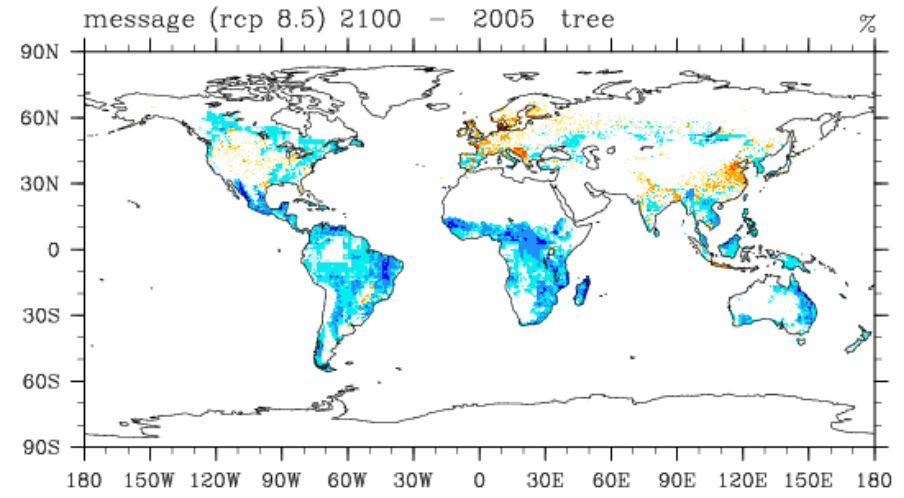 message (rcp 8.5) 2100 – 2005 tree %
90N
60N
30N
0
30S
60S
90S
180 150W 120W 90W 60W 30W 0 30E 60E 90E 120E 150E 180